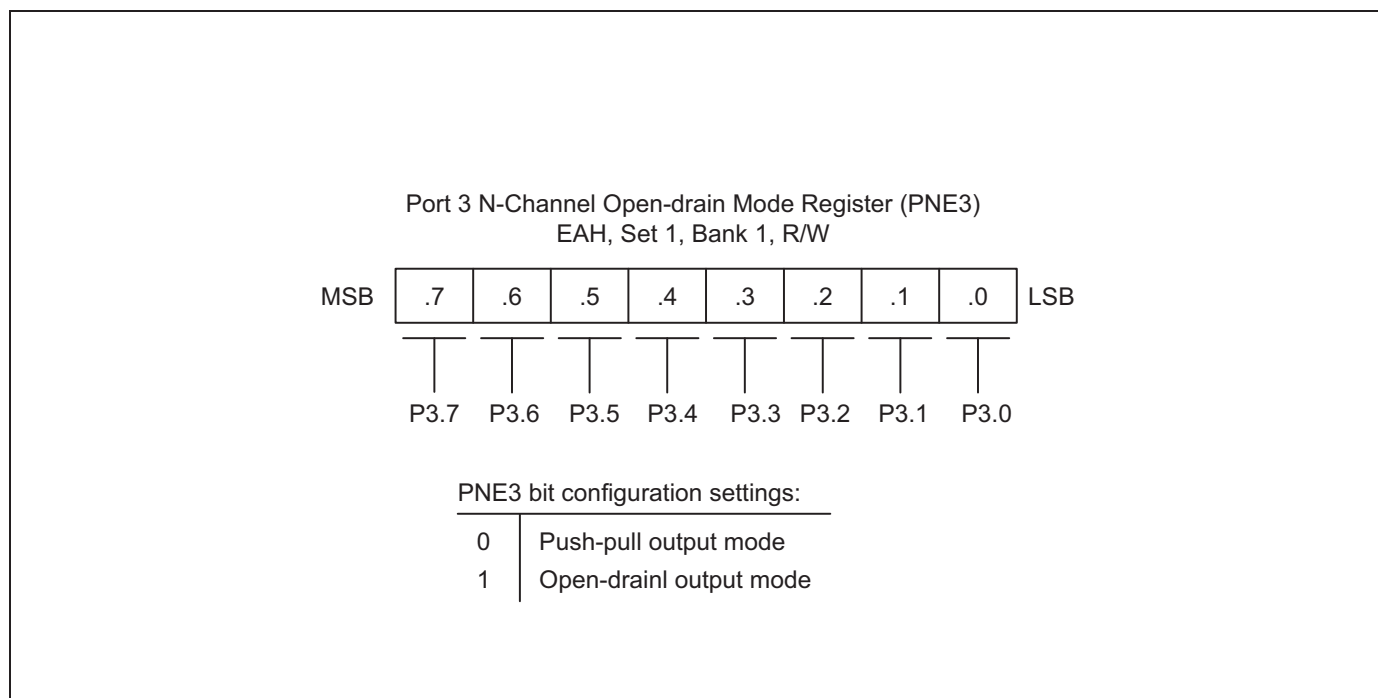 Port 3 N-Channel Open-drain Mode Register (PNE3)
EAH, Set 1, Bank 1, R/W
MSB .7 .6 .5 .4 .3 .2 .1 .0 LSB
P3.7 P3.6 P3.5 P3.4 P3.3 P3.2 P3.1 P3.0
PNE3 bit configuration settings:
0 Push-pull output mode
1 Open-drainl output mode